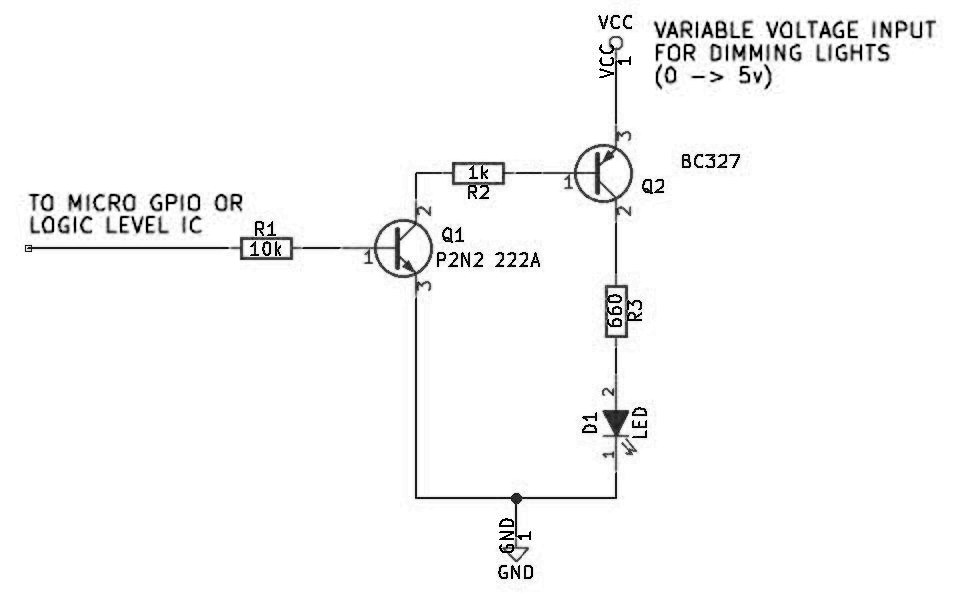 VCC
VCC
1
VARIABLE VOLTAGE INPUT
FOR DIMMING LIGHTS
(0 -> 5v)
3
BC327
1
Q2
2
1k
R2
TO MICRO GPIO OR
LOGIC LEVEL IC
R1
10k
2
Q1
1
P2N2 222A
3
660
R3
2
D1
LED
1
GND
1
GND